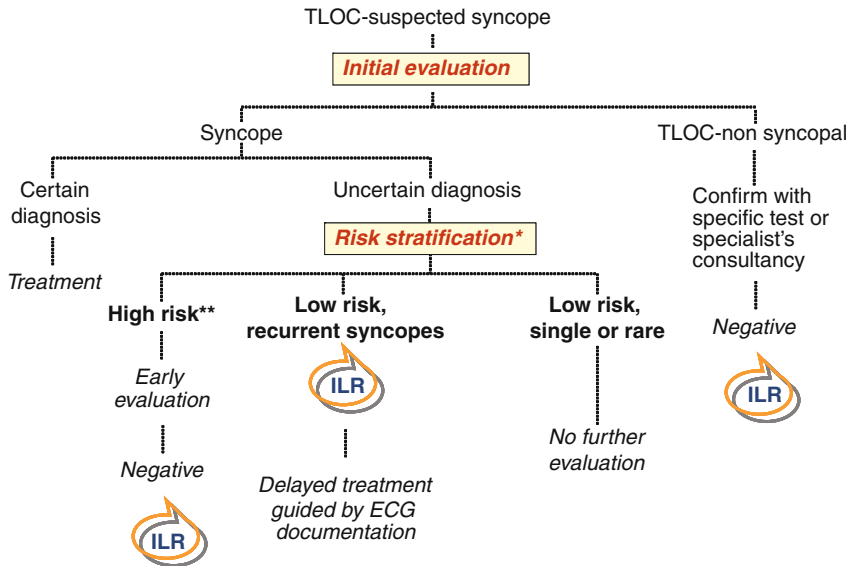 TLOC-suspected syncope
Initial evaluation
Syncope
TLOC-non syncopal
Certain
diagnosis
Uncertain diagnosis
Confirm with
specific test or
specialist's
consultancy
Risk stratification*
Treatment
High risk**
Low risk,
recurrent syncopes
Low risk,
single or rare
Negative
ILR
ILR
Early
evaluation
No further
evaluation
Negative
Delayed treatment
guided by ECG
documentation
ILR